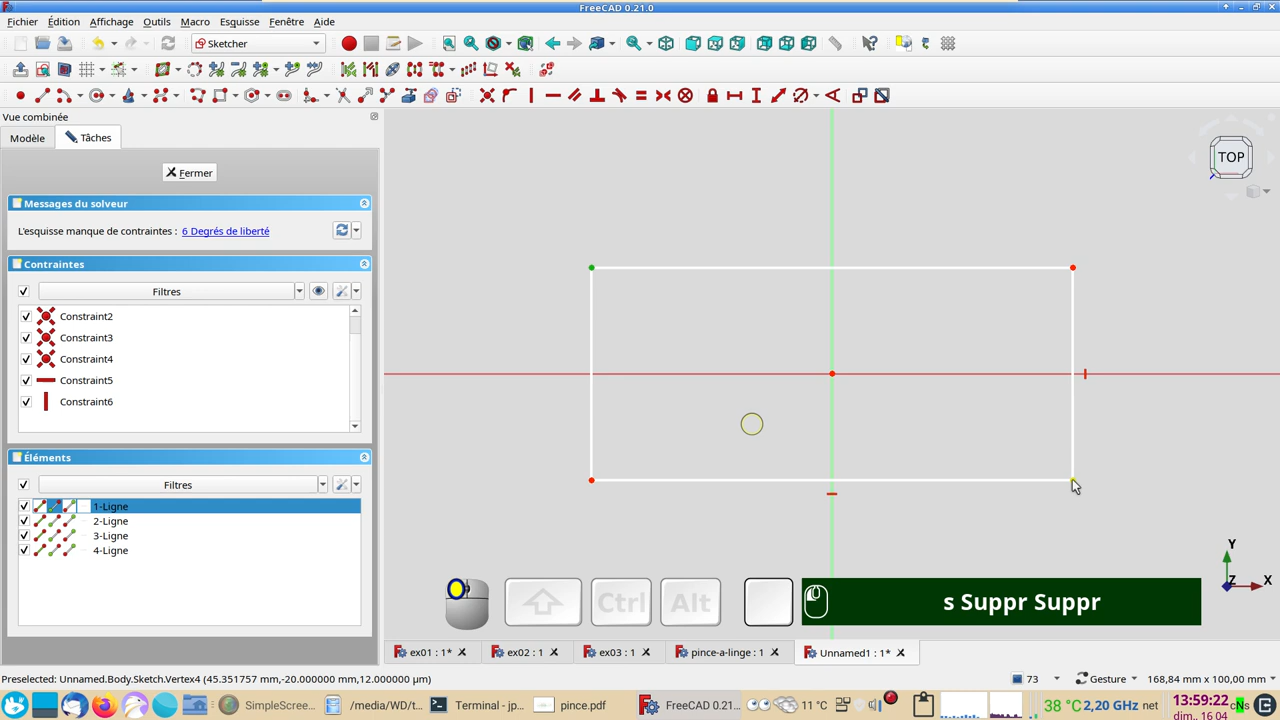 FreeCAD 0.21.0
Fichier Édition Affichage Outils Macro Esquisse Fenêtre Aide
Sketcher
Vue combinée
Modèle Tâches
Fermer
TOP
Messages du solveur
L'esquisse manque de contraintes : 6 Degrés de liberté
Contraintes
Filtres
Constraint2
Constraint3
Constraint4
Constraint5
Constraint6
Éléments
Filtres
1-Ligne
2-Ligne
3-Ligne
4-Ligne
Y
Z X
Ctrl Alt s Suppr Suppr
ex01 : 1* ex02 : 1 ex03 : 1 pince-a-linge : 1 Unnamed1 : 1*
Preselected: Unnamed.Body.Sketch.Vertex4 (45.351757 mm,-20.000000 mm,12.000000 µm) 73 Gesture 168,84 mm x 100,00 mm
SimpleScreen... /media/WD/t... Terminal - jp... pince.pdf FreeCAD 0.21... 11 °C 38 °C 2,20 GHz net 13:59:22
dim.. 16 04